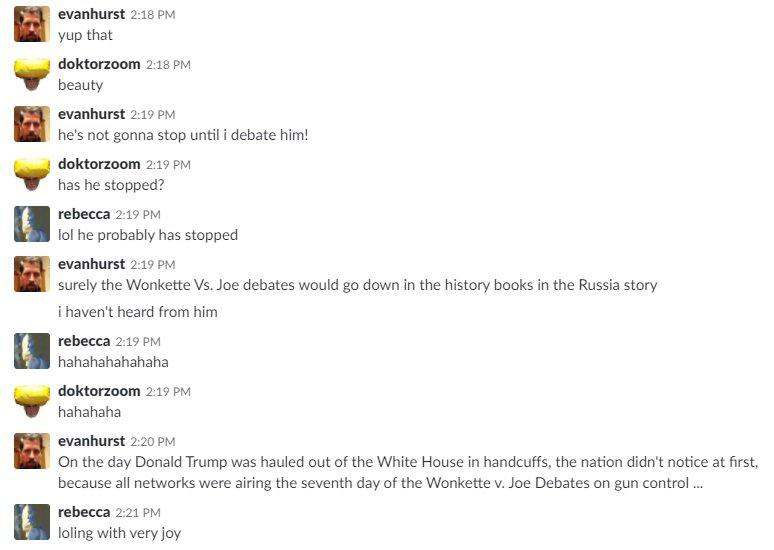 evanhurst 2:18 PM
yup that
doktorzoom 2:18 PM
beauty
evanhurst 2:19 PM
he's not gonna stop until i debate him!
doktorzoom 2:19 PM
has he stopped?
rebecca 2:19 PM
lol he probably has stopped
evanhurst 2:19 PM
surely the Wonkette Vs. Joe debates would go down in the history books in the Russia story
i haven't heard from him
rebecca 2:19 PM
hahahahahahaha
doktorzoom 2:19 PM
hahahaha
evanhurst 2:20 PM
On the day Donald Trump was hauled out of the White House in handcuffs, the nation didn't notice at first,
because all networks were airing the seventh day of the Wonkette v. Joe Debates on gun control ...
rebecca 2:21 PM
loling with very joy